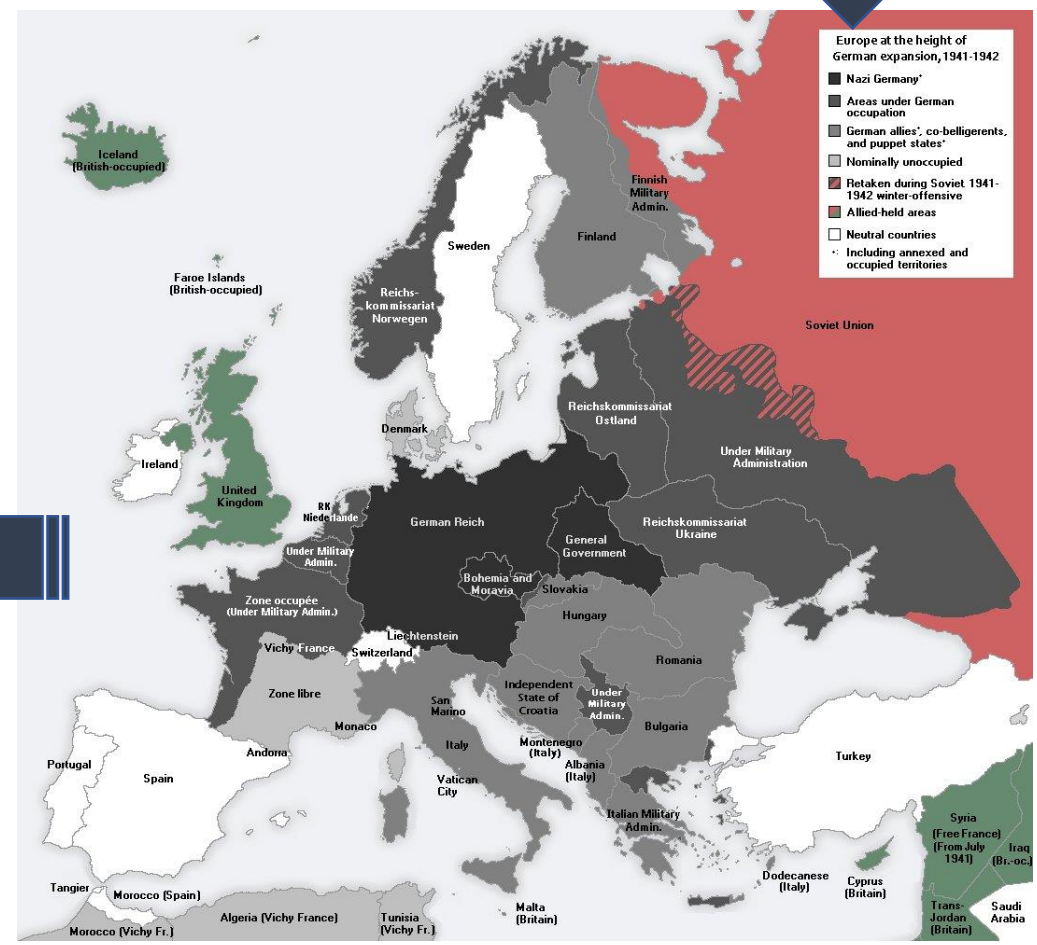 Europe at the height of
German expansion, 1941-1942
Nazi Germany*
Areas under German
occupation
German allies*, co-belligerents,
and puppet states*
Nominally unoccupied
Retaken during Soviet 1941-
1942 winter-offensive
Allied-held areas
Neutral countries
*: Including annexed and
occupied territories
Iceland
(British-occupied)
Faroe Islands
(British-occupied)
Sweden
Finnish
Military
Admin.
Finland
Reichs-
kommissariat
Norwegen
Soviet Union
Denmark
Reichskommissariat
Ostland
Under Military
Administration
Ireland
United
Kingdom
RK
Niederlande
German Reich
General
Government
Reichskommissariat
Ukraine
Under Military
Admin.
Bohemia and
Moravia
Slovakia
Zone occupée
(Under Military Admin.)
Hungary
Liechtenstein
Vichy France
Switzerland
Romania
Zone libre
San
Marino
Independent
State of
Croatia
Under
Military
Admin.
Monaco
Bulgaria
Andorra
Italy
Montenegro
(Italy)
Turkey
Portugal
Spain
Albania
(Italy)
Vatican
City
Italian Military
Admin.
Syria
(Free France)
(From July
1941)
Iraq
(Br.-oc.)
Tangier
Morocco (Spain)
Dodecanese
(Italy)
Cyprus
(Britain)
Malta
(Britain)
Algeria (Vichy France)
Tunisia
(Vichy Fr.)
Morocco (Vichy Fr.)
Trans-
Jordan
(Britain)
Saudi
Arabia